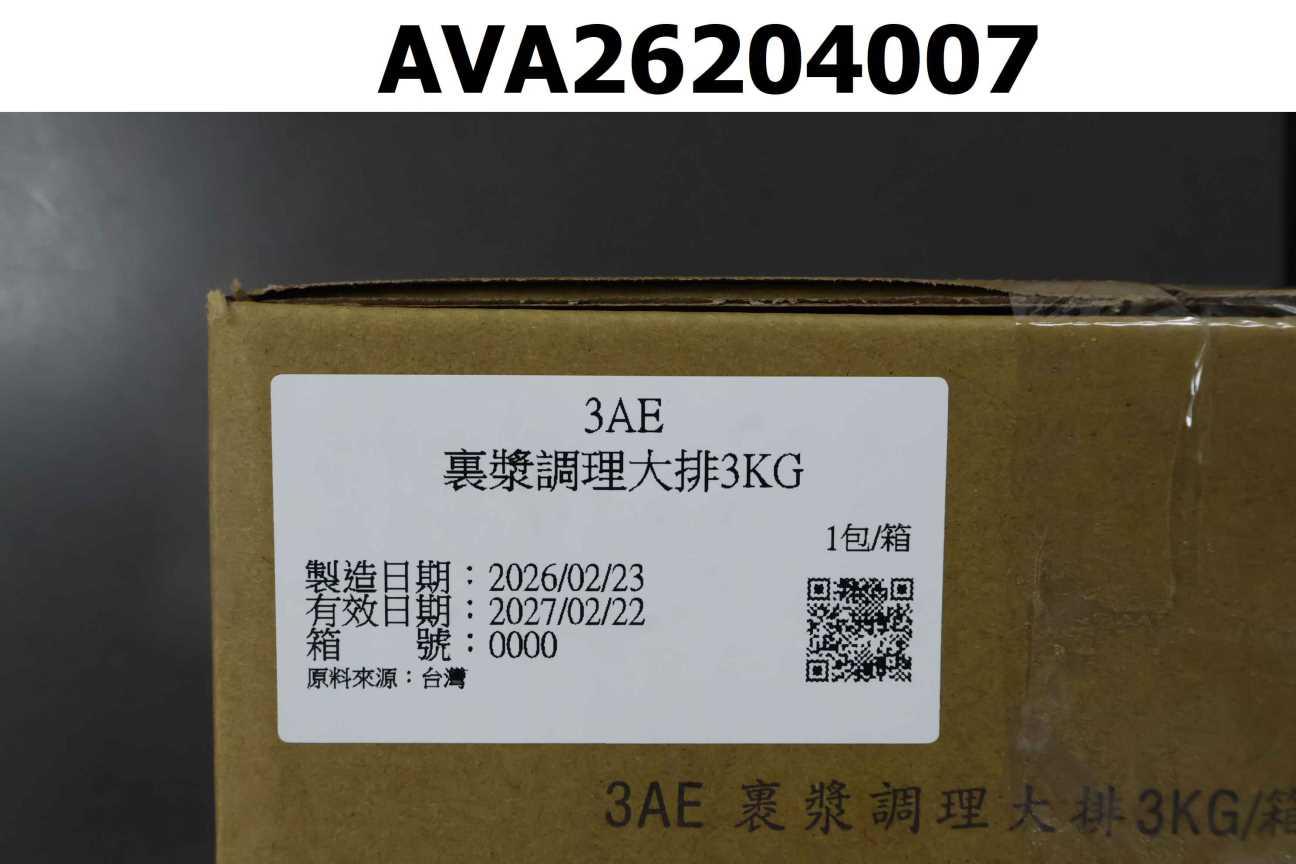 AVA26204007
3AE
裹漿調理大排3KG
1包/箱
製造日期：2026/02/23
有效日期：2027/02/22
箱　　號：0000
原料來源：台灣
3AE 裹漿調理大排3KG/箱